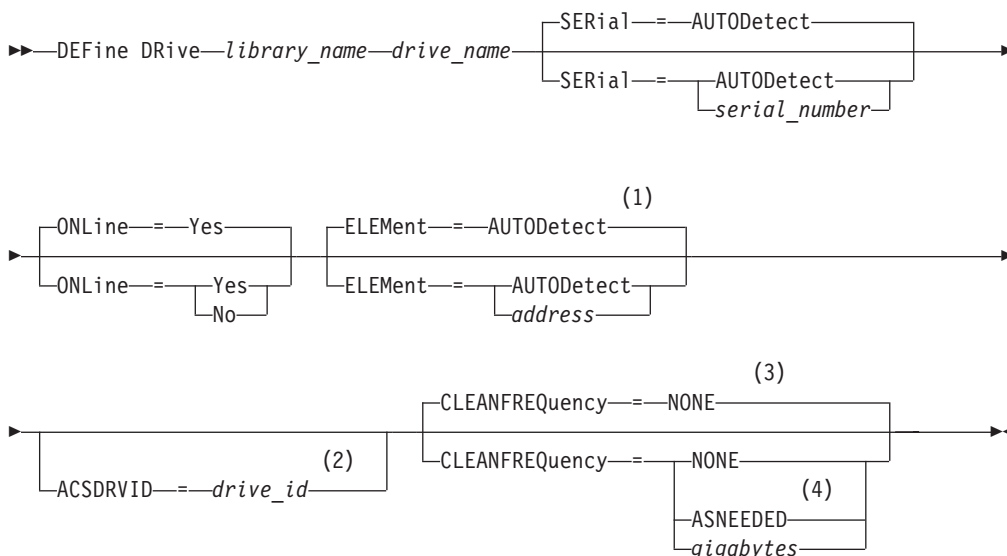 SERial = AUTODetect
DEFine DRive library_name drive_name
SERial = AUTODetect
serial_number
(1)
ONLine = Yes ELEMent = AUTODetect
ONLine = Yes ELEMent = AUTODetect
No address
(3)
CLEANFREQuency = NONE
(2) CLEANFREQuency = NONE
ACSDRVID = drive_id (4)
ASNEEDED
gigabytes